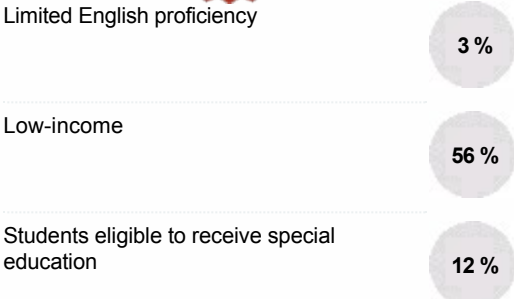 Limited English proficiency
3 %
Low-income
56 %
Students eligible to receive special
education
12 %